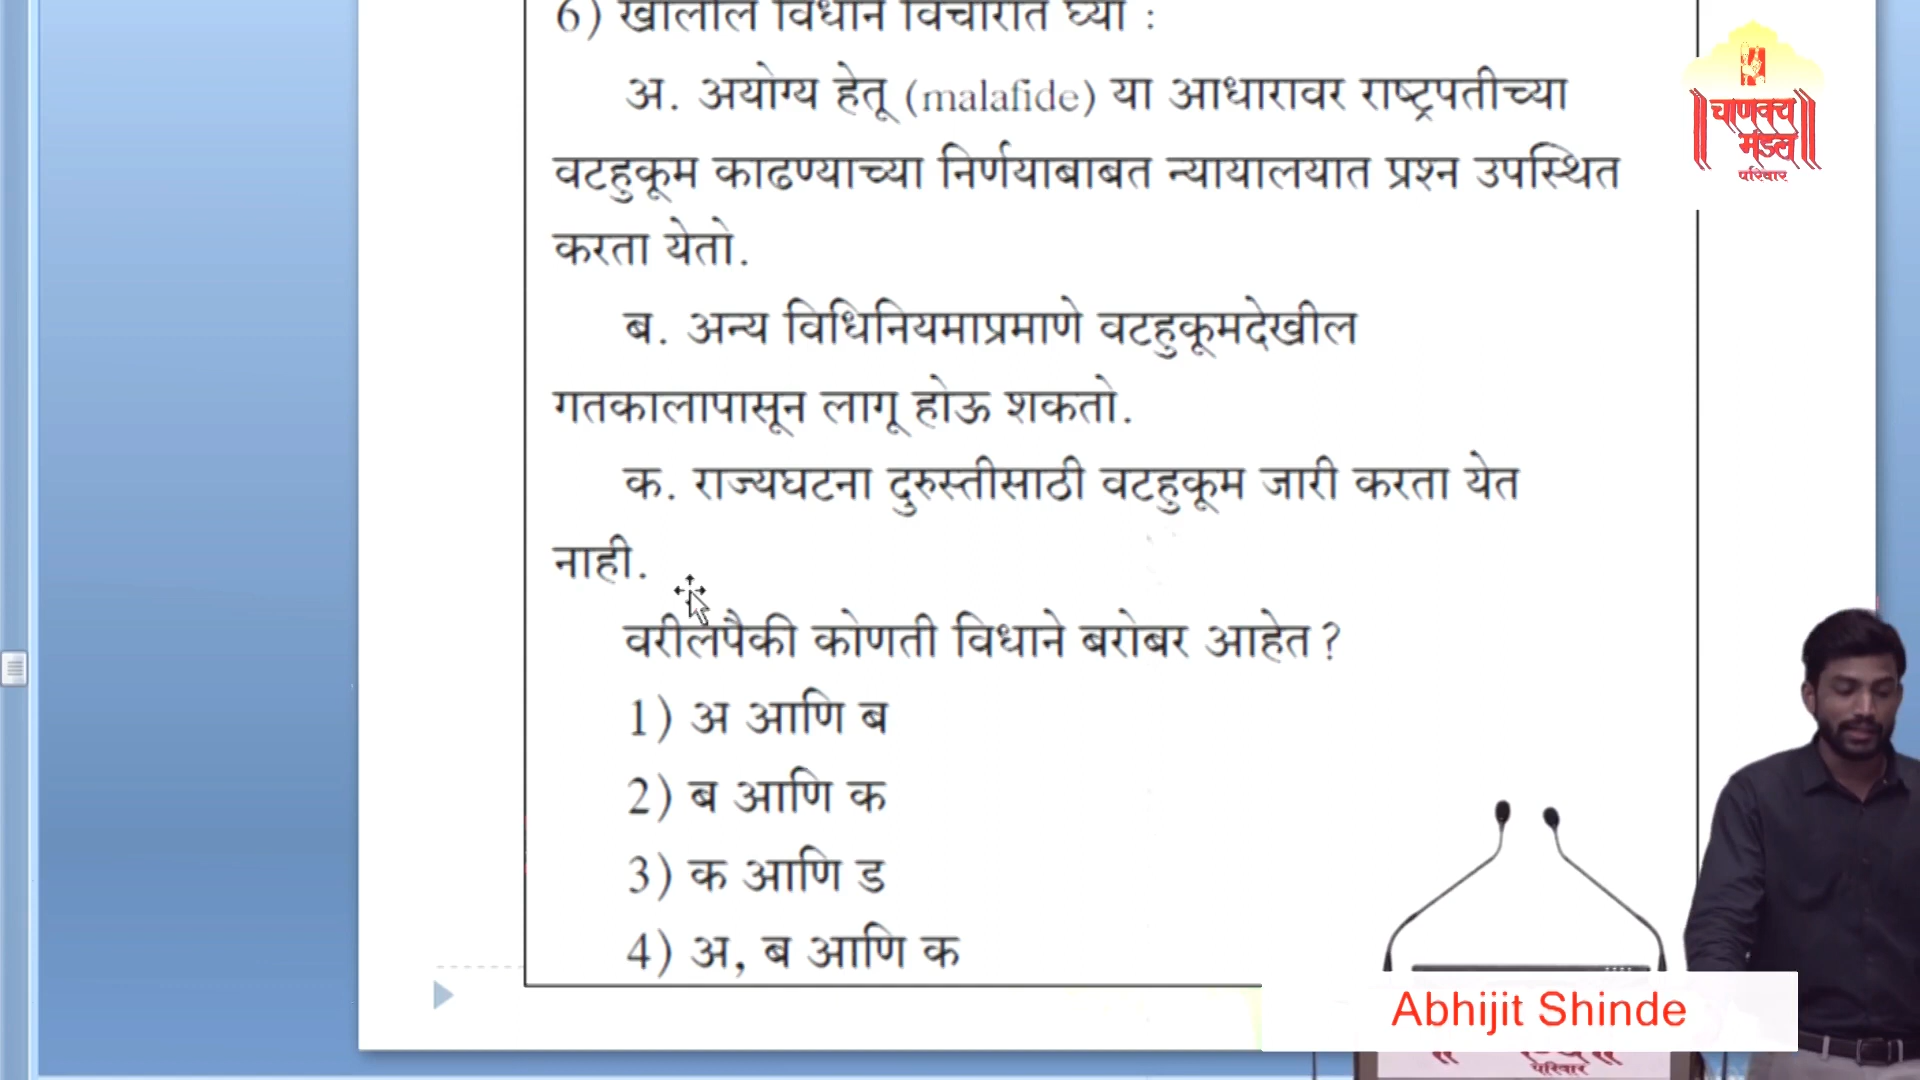 6) खालील विधाने विचारात घ्या :
अ. अयोग्य हेतू (malafide) या आधारावर राष्ट्रपतीच्या
वटहुकूम काढण्याच्या निर्णयाबाबत न्यायालयात प्रश्न उपस्थित
करता येतो.
ब. अन्य विधिनियमाप्रमाणे वटहुकूमदेखील
गतकालापासून लागू होऊ शकतो.
क. राज्यघटना दुरुस्तीसाठी वटहुकूम जारी करता येत
नाही.
वरीलपैकी कोणती विधाने बरोबर आहेत?
1) अ आणि ब
2) ब आणि क
3) क आणि ड
4) अ, ब आणि क
चाणक्य
मंडल
परिवार
Abhijit Shinde
परिवार